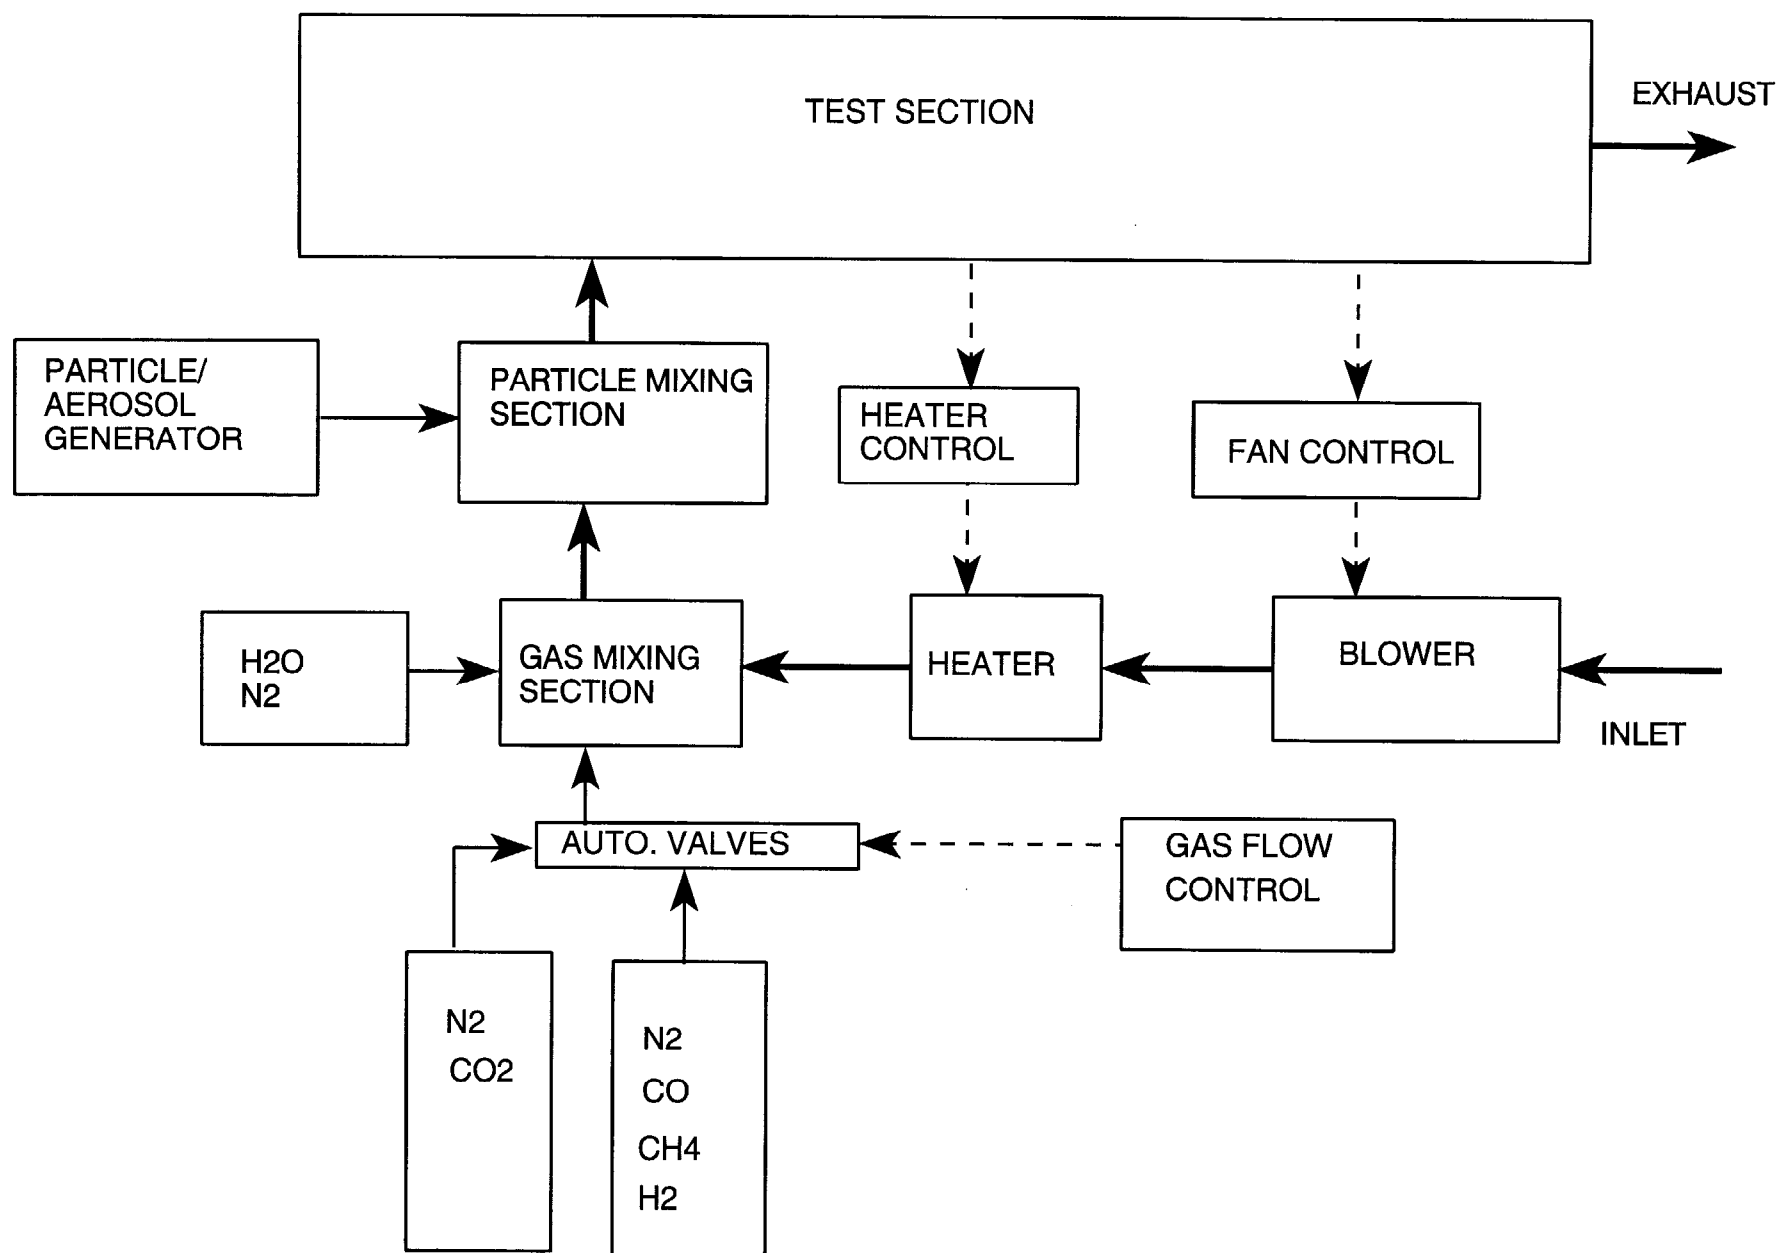 TEST SECTION
EXHAUST
PARTICLE/
AEROSOL
GENERATOR
PARTICLE MIXING
SECTION
HEATER
CONTROL
FAN CONTROL
H2O
N2
GAS MIXING
SECTION
HEATER
BLOWER
INLET
AUTO. VALVES
GAS FLOW
CONTROL
N2
CO2
N2
CO
CH4
H2